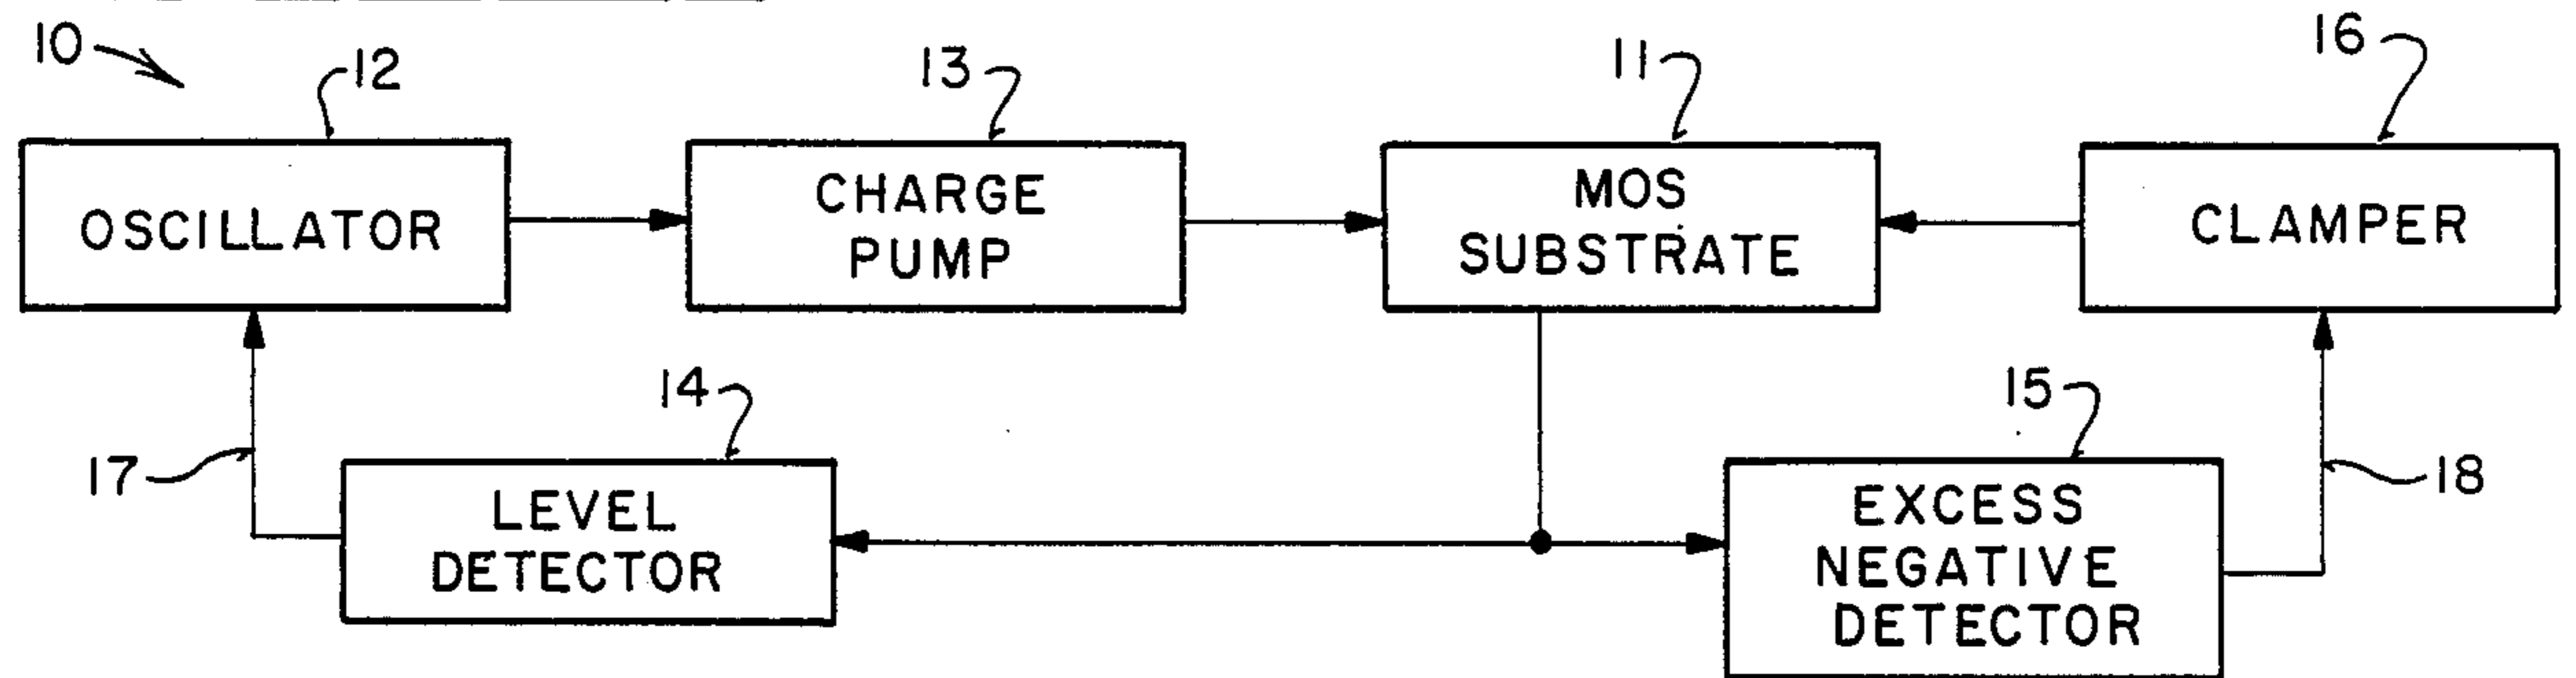 10
12
13
11
16
OSCILLATOR
CHARGE
PUMP
MOS
SUBSTRATE
CLAMPER
14
15
17
LEVEL
DETECTOR
EXCESS
NEGATIVE
DETECTOR
18